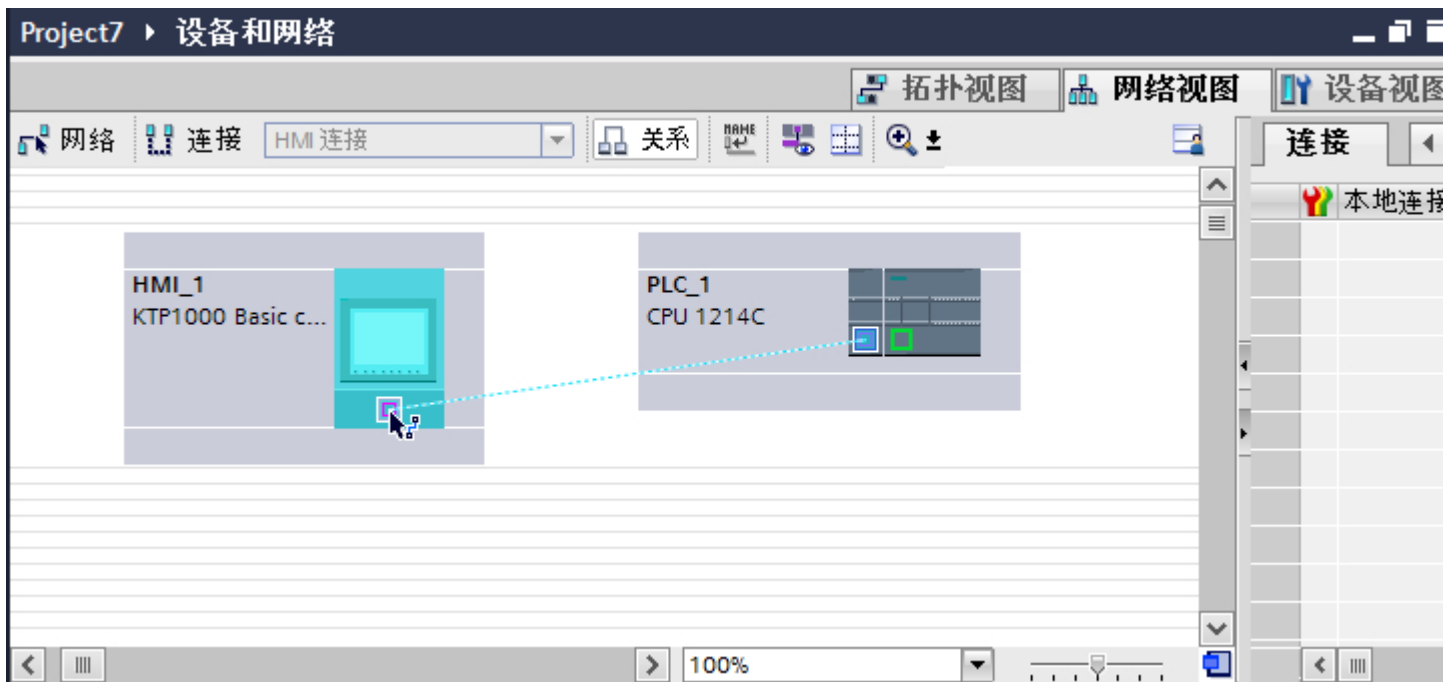 Project7 ▸ 设备和网络
拓扑视图 网络视图 设备视图
网络 连接 HMI 连接 关系 NAME
连接
本地连接
HMI_1
KTP1000 Basic c...
PLC_1
CPU 1214C
100%